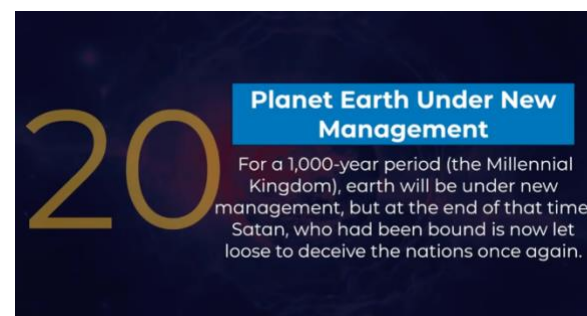 20
Planet Earth Under New
Management
For a 1,000-year period (the Millennial
Kingdom), earth will be under new
management, but at the end of that time
Satan, who had been bound is now let
loose to deceive the nations once again.